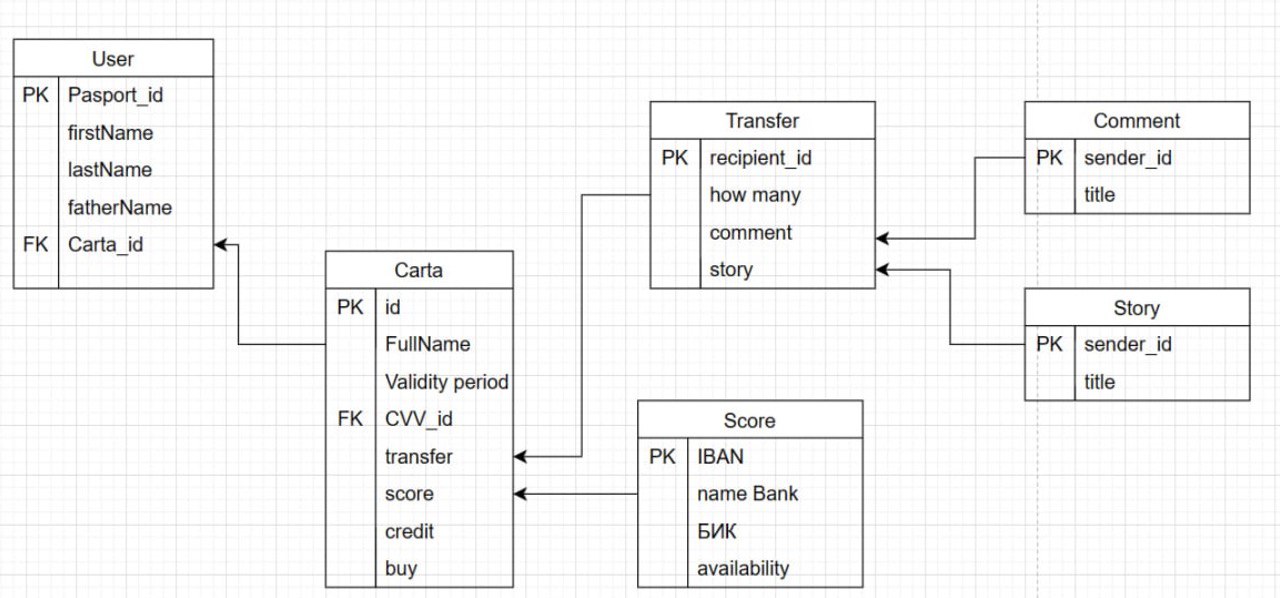 User
PK Pasport_id
firstName
lastName
fatherName
FK Carta_id
Carta
PK id
FullName
Validity period
FK CVV_id
transfer
score
credit
buy
Transfer
PK recipient_id
how many
comment
story
Score
PK IBAN
name Bank
БИК
availability
Comment
PK sender_id
title
Story
PK sender_id
title